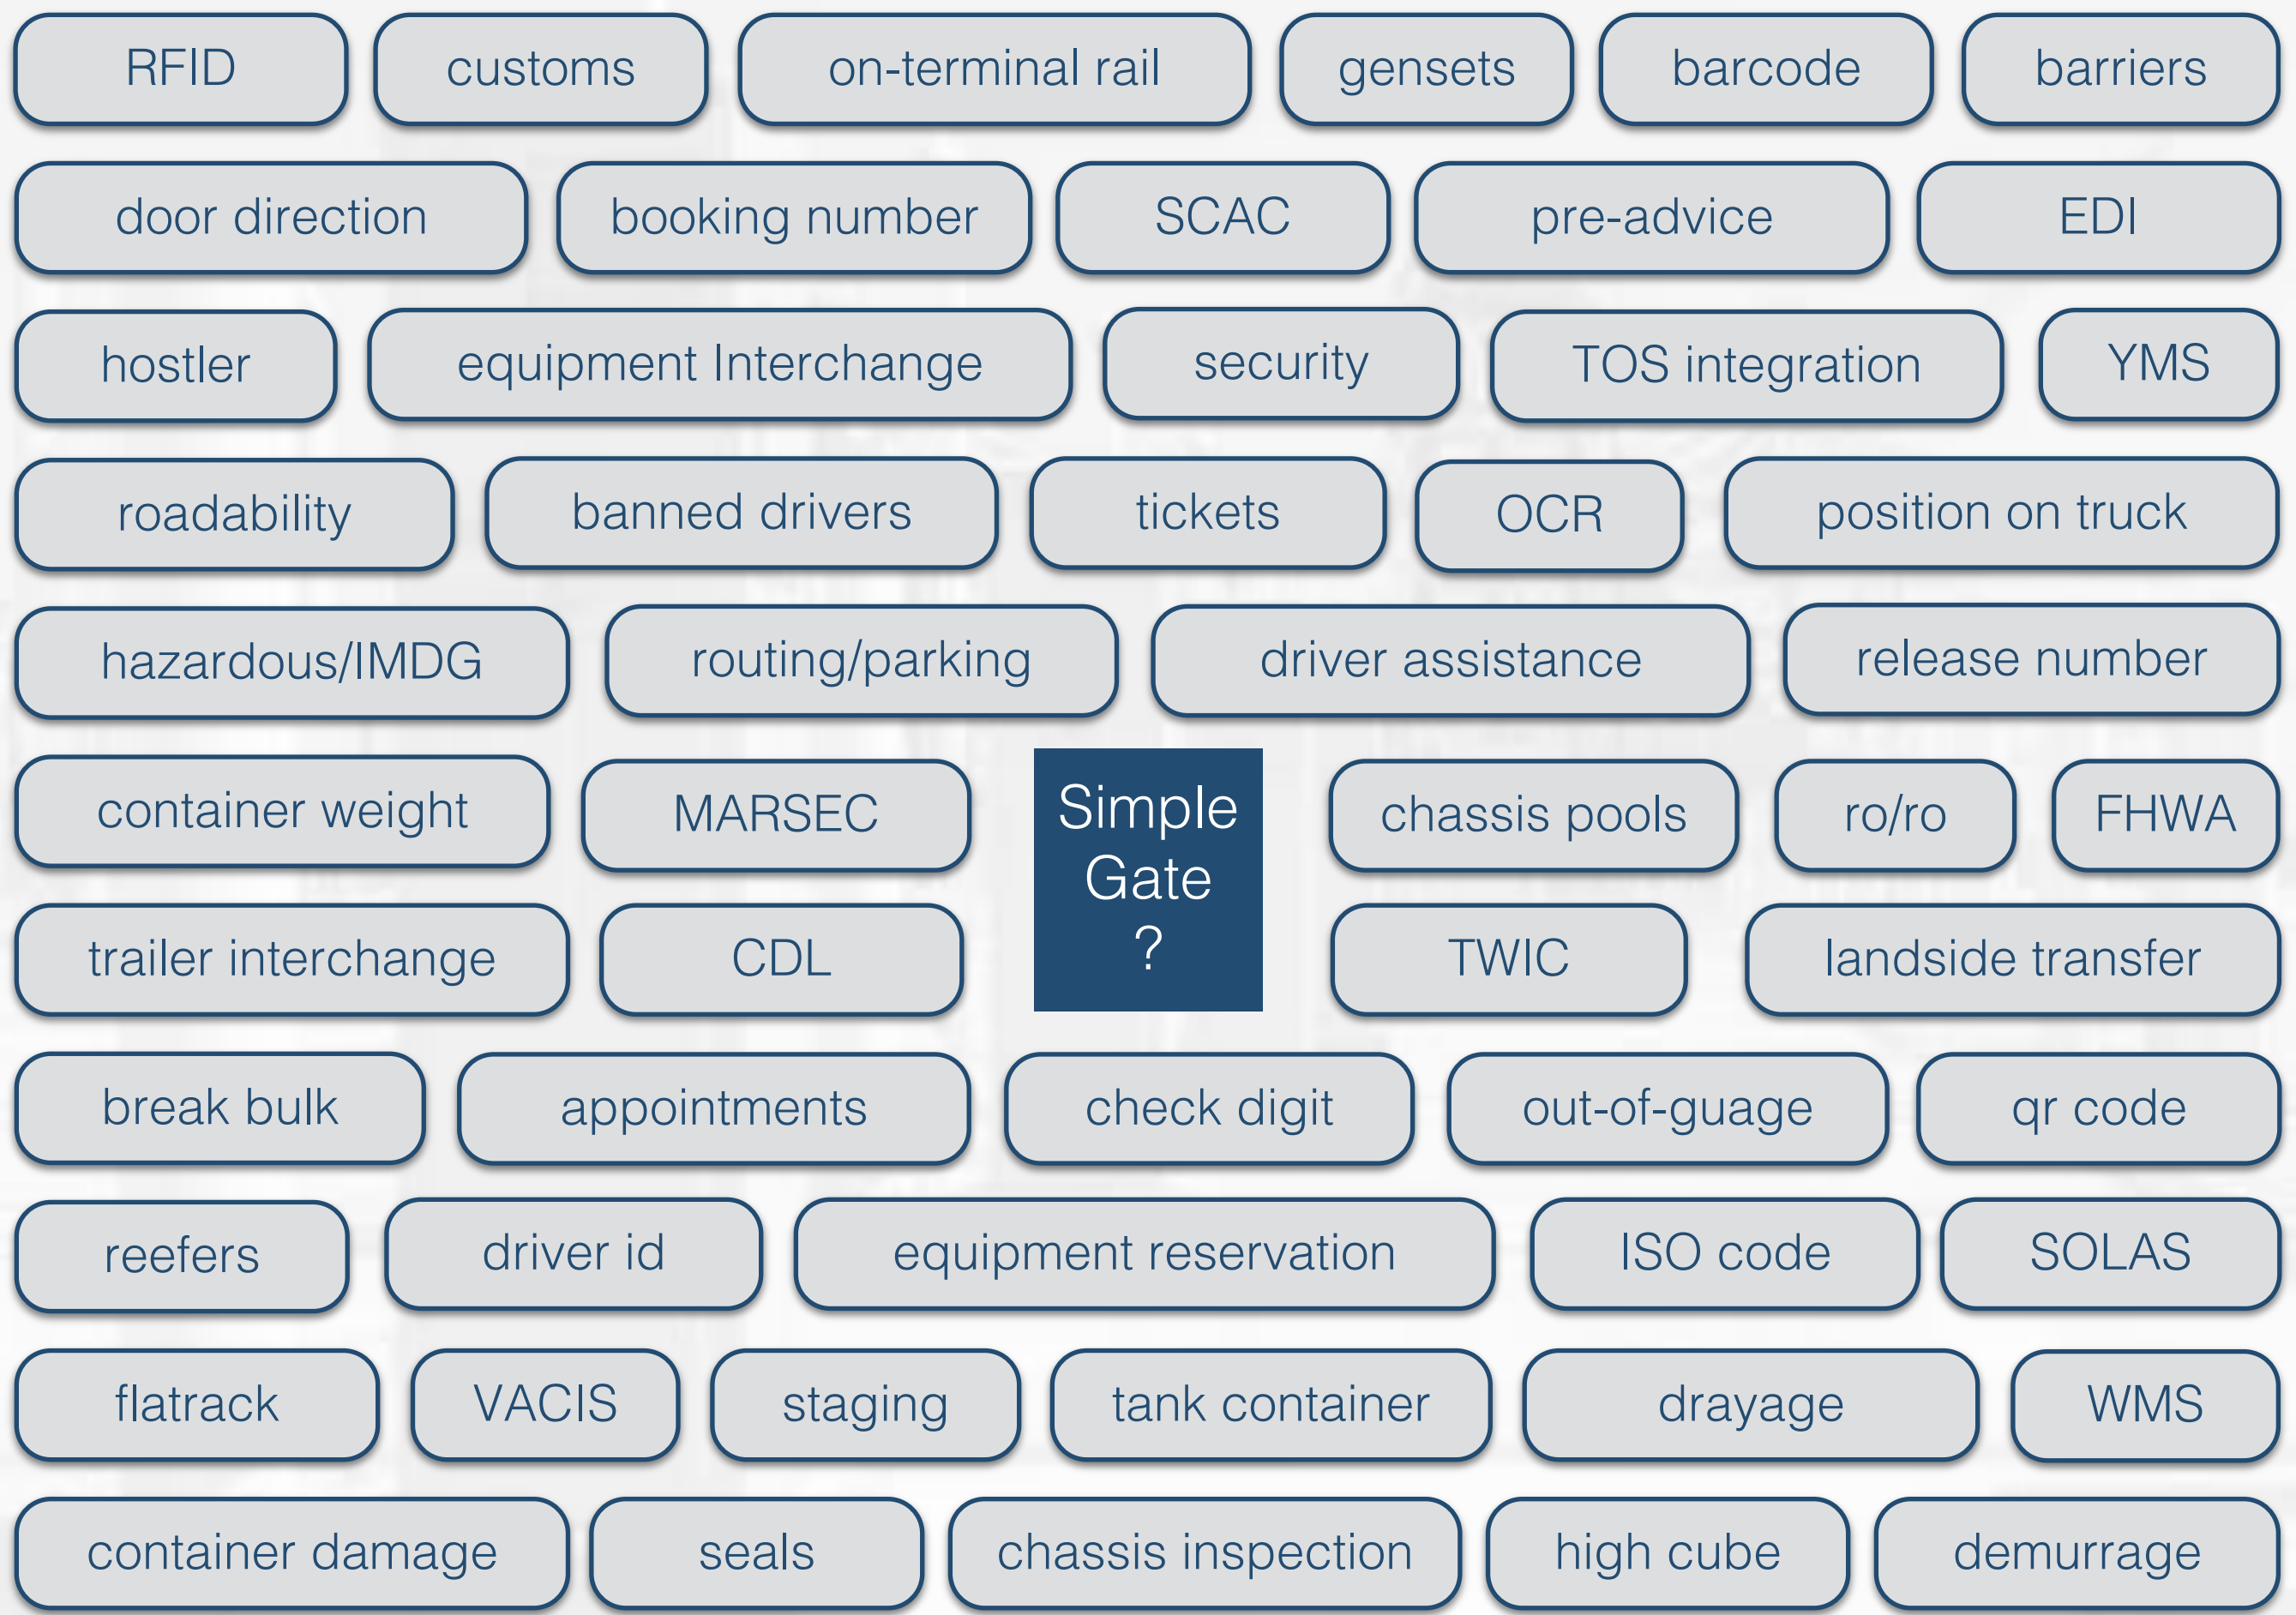 RFID customs on-terminal rail gensets barcode barriers
door direction booking number SCAC pre-advice EDI
hostler equipment Interchange security TOS integration YMS
roadability banned drivers tickets OCR position on truck
hazardous/IMDG routing/parking driver assistance release number
container weight MARSEC chassis pools ro/ro FHWA
Simple
Gate
?
trailer interchange CDL TWIC landside transfer
break bulk appointments check digit out-of-guage qr code
reefers driver id equipment reservation ISO code SOLAS
flatrack VACIS staging tank container drayage WMS
container damage seals chassis inspection high cube demurrage